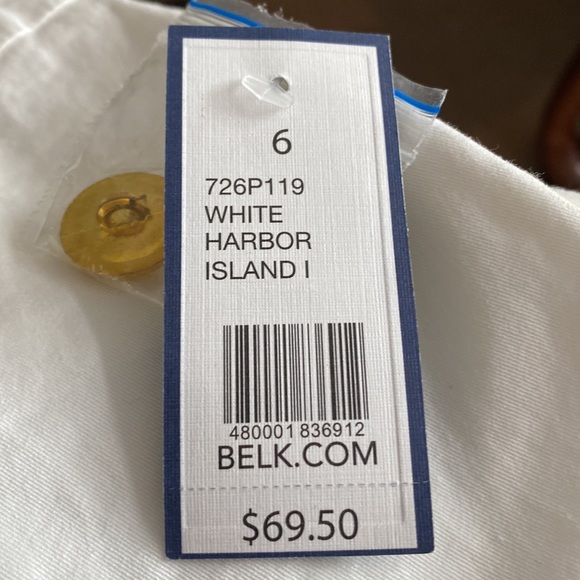 6
726P119
WHITE
HARBOR
ISLAND I
480001 836912
BELK.COM
$69.50